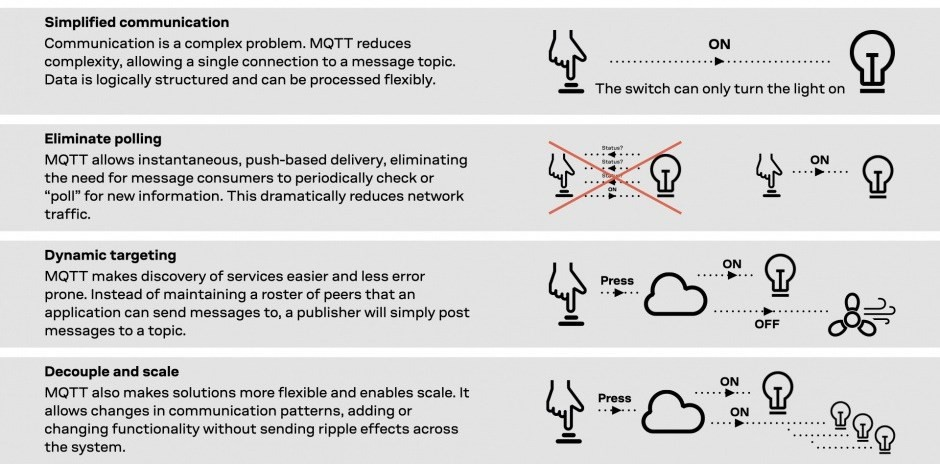 Simplified communication
Communication is a complex problem. MQTT reduces
complexity, allowing a single connection to a message topic.
Data is logically structured and can be processed flexibly.
ON
The switch can only turn the light on
Eliminate polling
MQTT allows instantaneous, push-based delivery, eliminating
the need for message consumers to periodically check or
“poll” for new information. This dramatically reduces network
traffic.
Status?
Status?
Status?
ON
ON
Dynamic targeting
MQTT makes discovery of services easier and less error
prone. Instead of maintaining a roster of peers that an
application can send messages to, a publisher will simply post
messages to a topic.
Press
ON
OFF
Decouple and scale
MQTT also makes solutions more flexible and enables scale. It
allows changes in communication patterns, adding or
changing functionality without sending ripple effects across
the system.
Press
ON
ON